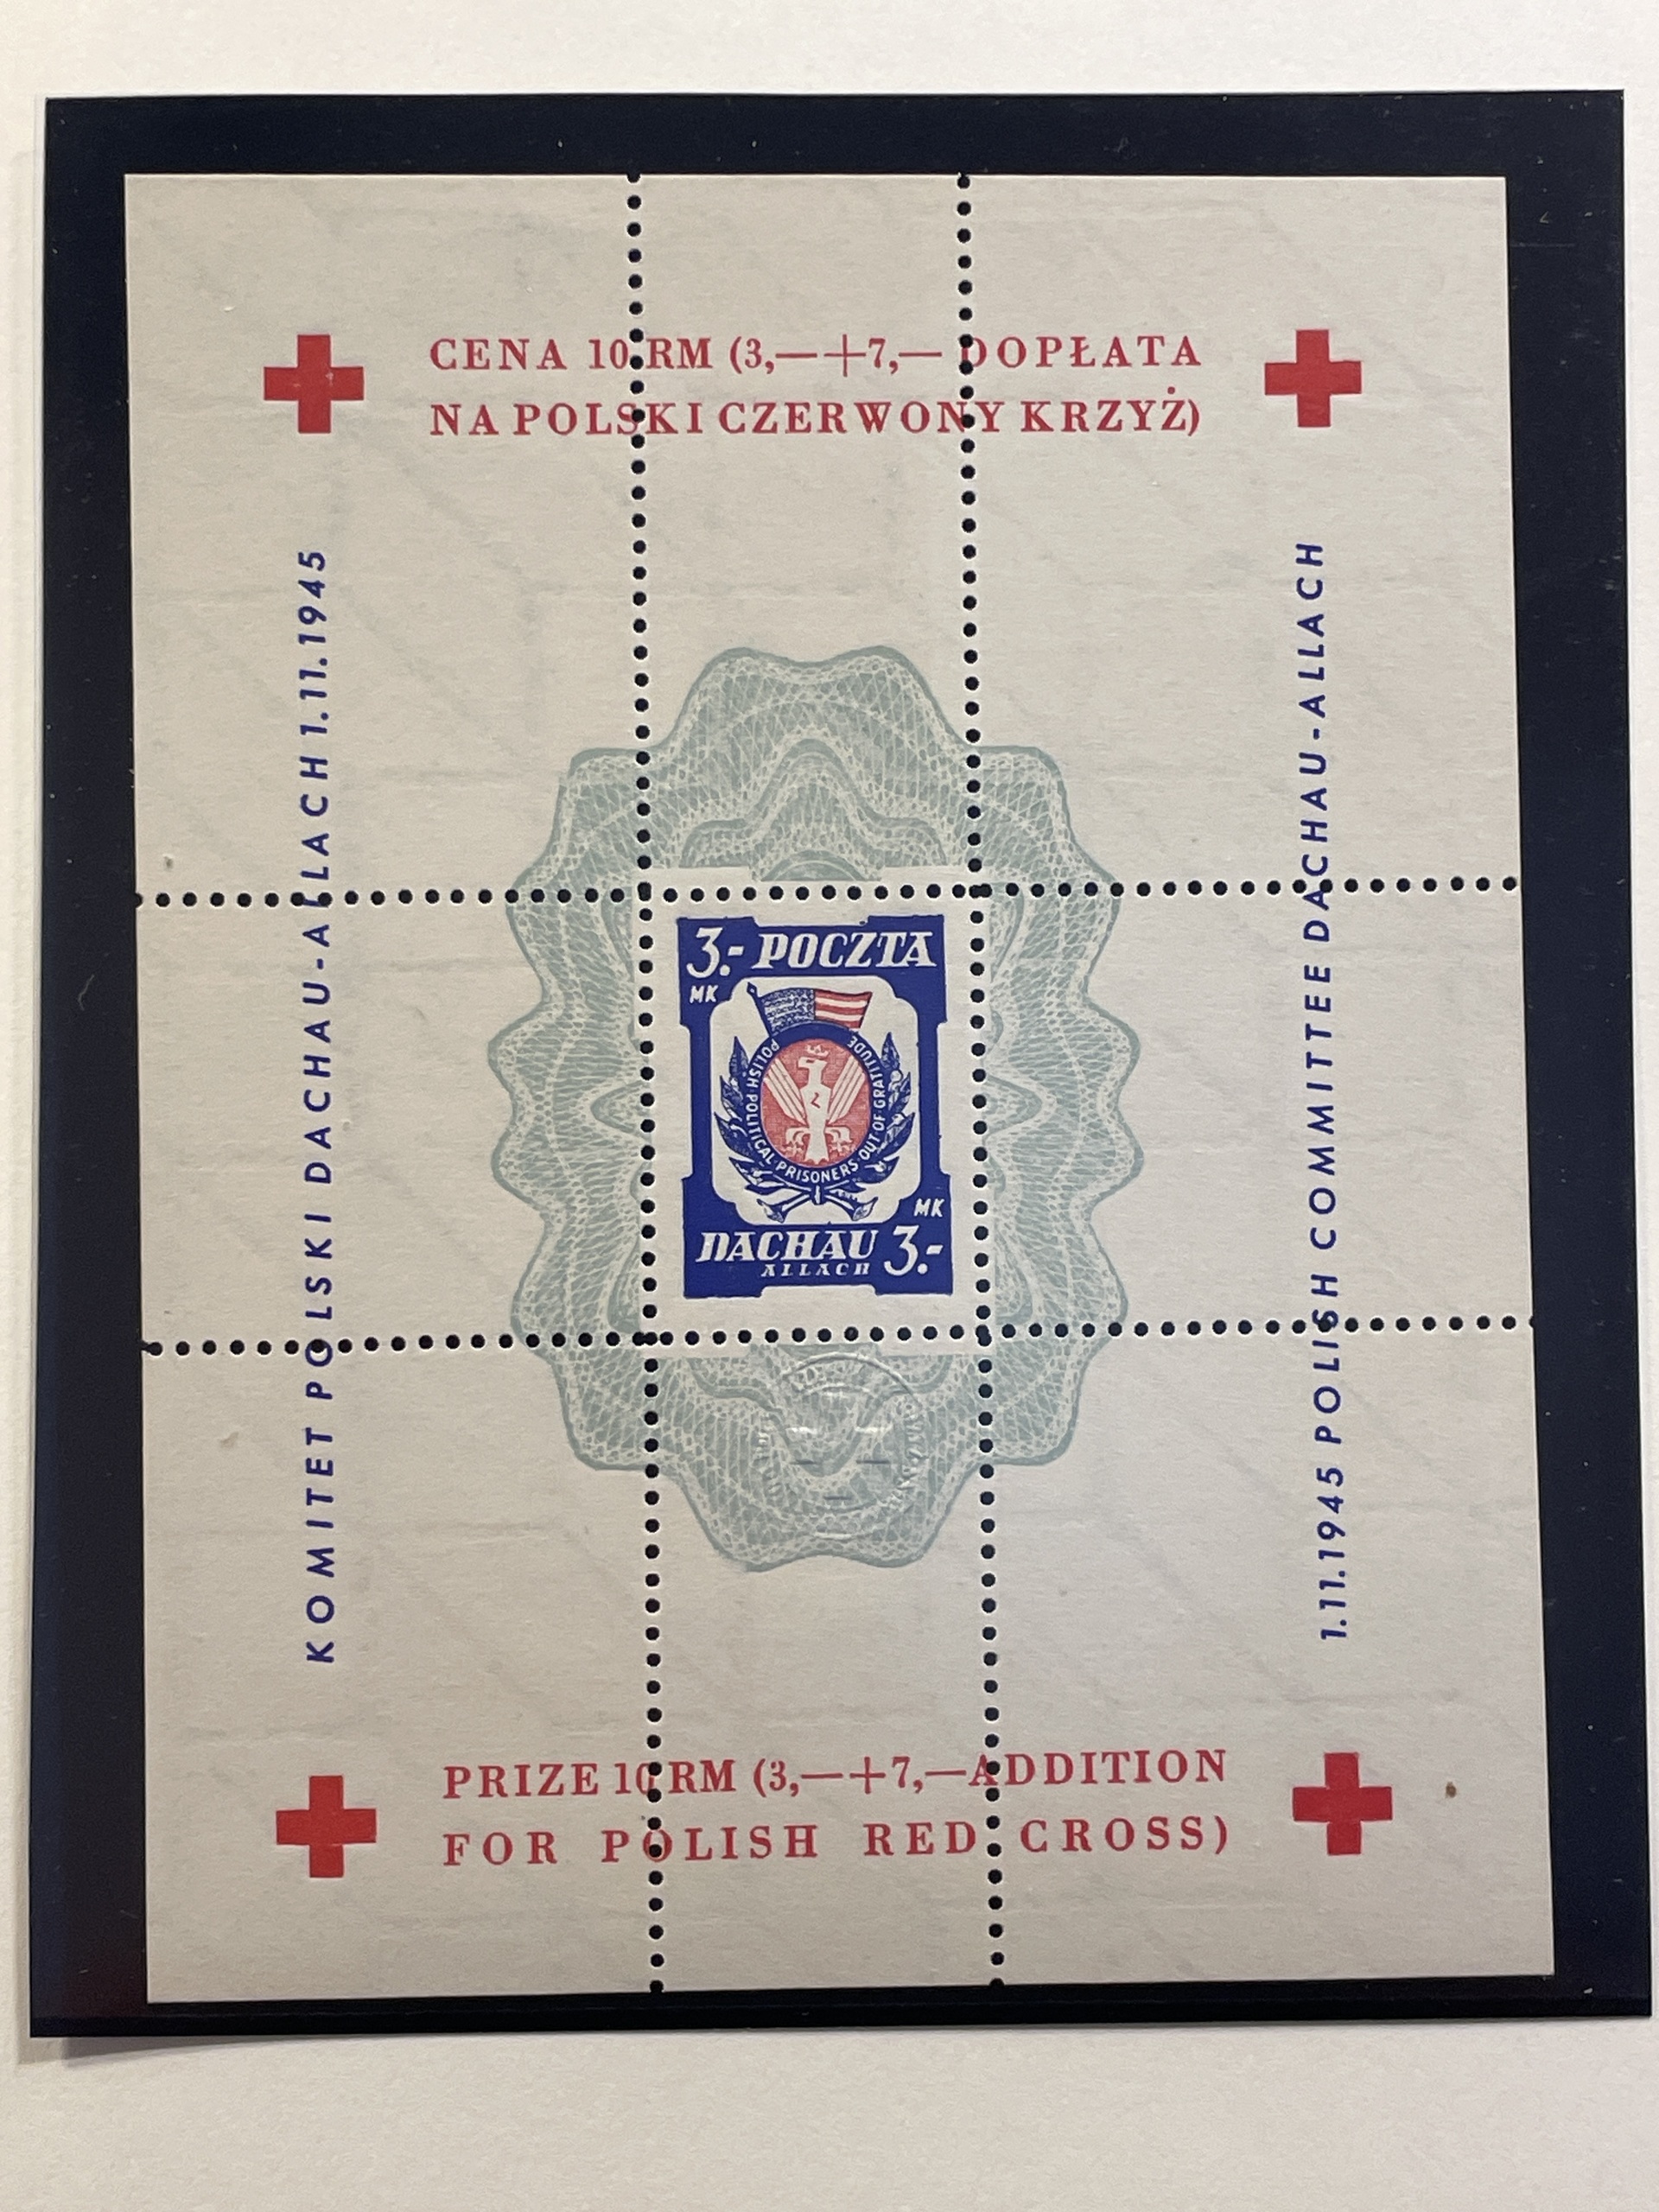 CENA 10 RM (3,—+7,— DOPŁATA
NA POLSKI CZERWONY KRZYŻ)
KOMITET POLSKI DACHAU-ALLACH 1.11.1945
3.- POCZTA
MK
POLISH·POLITICAL PRISONERS OUT·OF·GRATITUDE
MK
DACHAU 3.-
ALLACH
1.11.1945 POLISH COMMITTEE DACHAU-ALLACH
PRIZE 10 RM (3,—+7,—ADDITION
FOR POLISH RED CROSS)